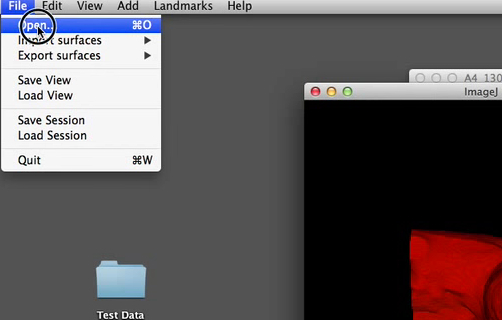 File Edit View Add Landmarks Help
Open... ⌘O
Import surfaces ▶
Export surfaces ▶
Save View
Load View
Save Session
Load Session
Quit ⌘W
A4 130
ImageJ
Test Data